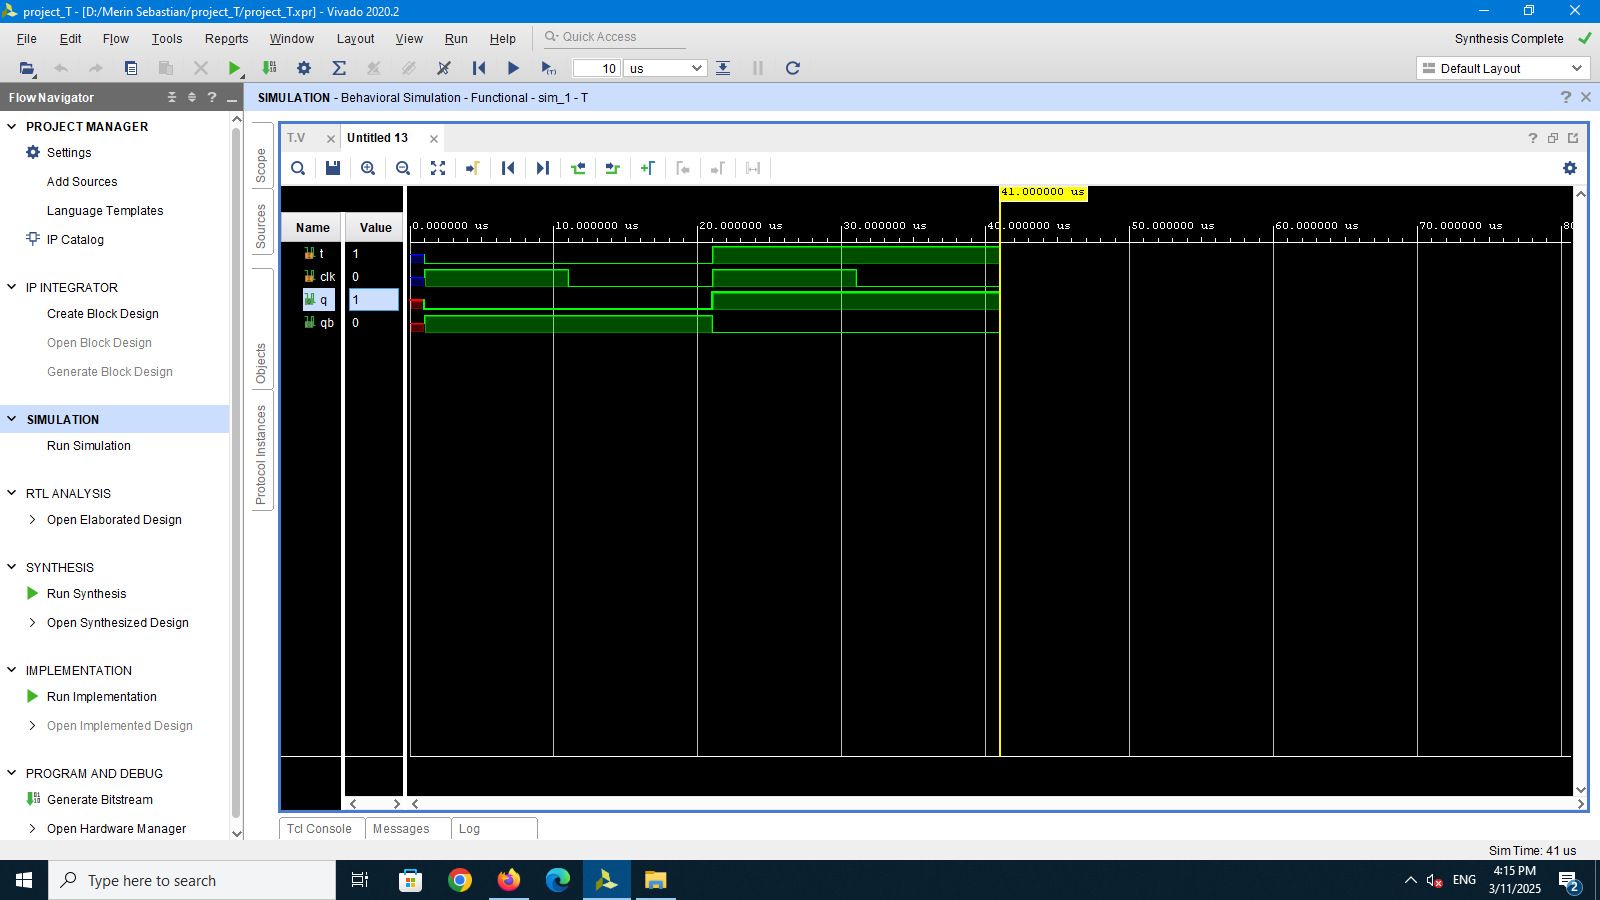 project_T - [D:/Merin Sebastian/project_T/project_T.xpr] - Vivado 2020.2
File Edit Flow Tools Reports Window Layout View Run Help Quick Access Synthesis Complete
10 us Default Layout
Flow Navigator
SIMULATION - Behavioral Simulation - Functional - sim_1 - T
PROJECT MANAGER
Settings
Add Sources
Language Templates
IP Catalog
IP INTEGRATOR
Create Block Design
Open Block Design
Generate Block Design
SIMULATION
Run Simulation
RTL ANALYSIS
Open Elaborated Design
SYNTHESIS
Run Synthesis
Open Synthesized Design
IMPLEMENTATION
Run Implementation
Open Implemented Design
PROGRAM AND DEBUG
Generate Bitstream
Open Hardware Manager
Scope
Sources
Objects
Protocol Instances
T.V Untitled 13
41.000000 us
Name Value
0.000000 us 10.000000 us 20.000000 us 30.000000 us 40.000000 us 50.000000 us 60.000000 us 70.000000 us 80
t 1
clk 0
q 1
qb 0
Tcl Console Messages Log
Sim Time: 41 us
Type here to search
ENG
4:15 PM
3/11/2025
2